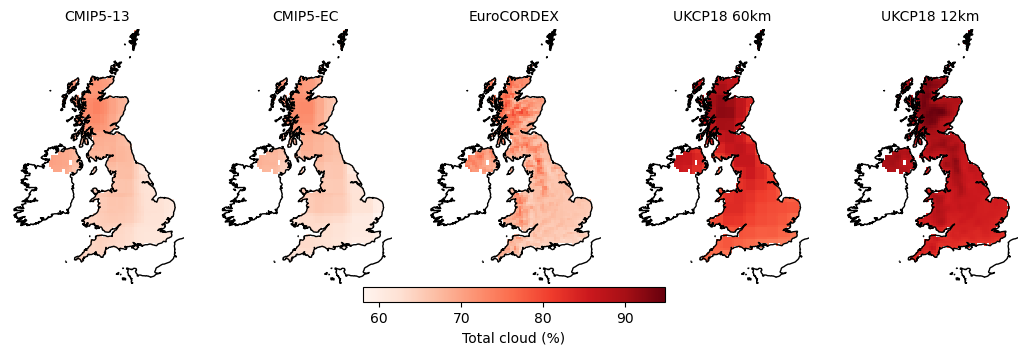 CMIP5-13 CMIP5-EC EuroCORDEX UKCP18 60km UKCP18 12km
60 70 80 90
Total cloud (%)